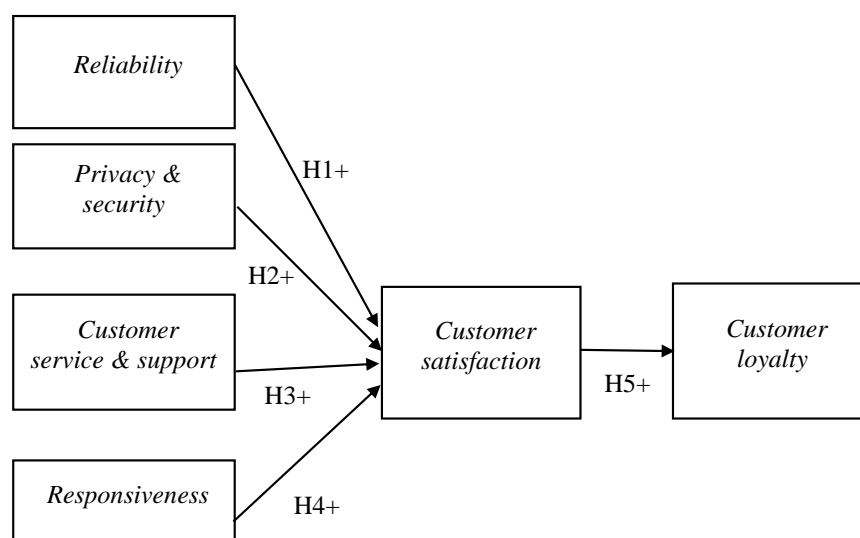 Reliability
H1+
Privacy &
security
H2+
Customer
service & support
H3+
Customer
satisfaction
H5+
Customer
loyalty
Responsiveness
H4+